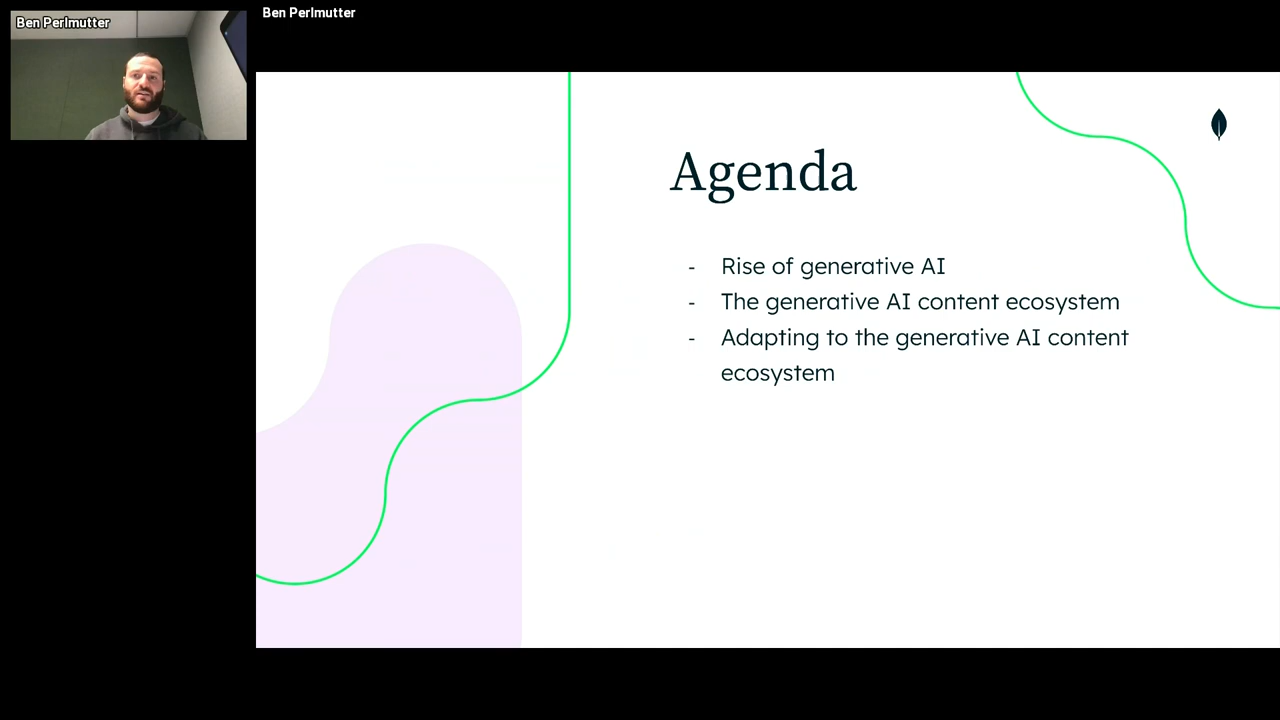 Ben Perlmutter
Ben Perlmutter
Agenda
- Rise of generative AI
- The generative AI content ecosystem
- Adapting to the generative AI content
ecosystem